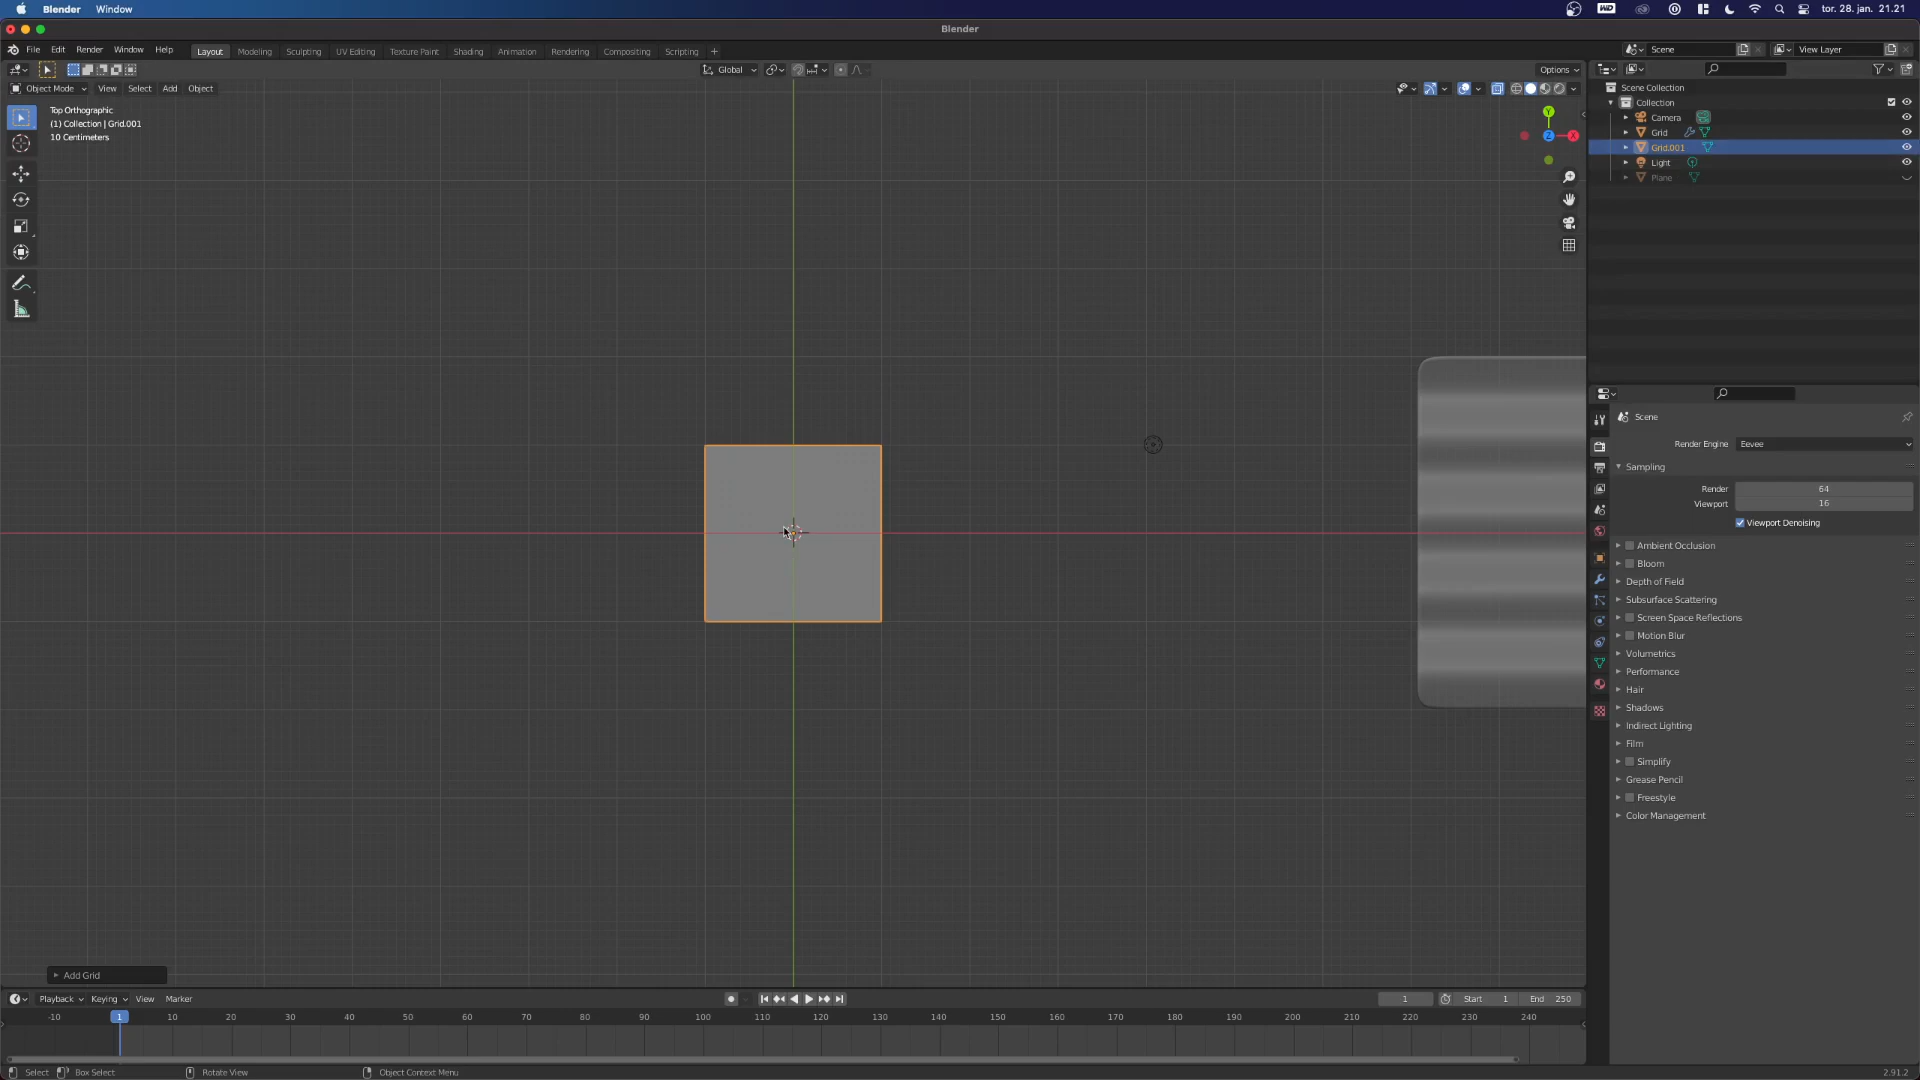 Blender Window WD tor. 28. jan. 21.21
Blender
File Edit Render Window Help Layout Modeling Sculpting UV Editing Texture Paint Shading Animation Rendering Compositing Scripting + Scene View Layer
Global Options
Object Mode View Select Add Object
Top Orthographic
(1) Collection | Grid.001
10 Centimeters
Y
Z
X
Scene Collection
Collection
Camera
Grid
Grid.001
Light
Plane
Scene
Render Engine Eevee
Sampling
Render 64
Viewport 16
Viewport Denoising
Ambient Occlusion
Bloom
Depth of Field
Subsurface Scattering
Screen Space Reflections
Motion Blur
Volumetrics
Performance
Hair
Shadows
Indirect Lighting
Film
Simplify
Grease Pencil
Freestyle
Color Management
Add Grid
Playback Keying View Marker 1 Start 1 End 250
-10 1 10 20 30 40 50 60 70 80 90 100 110 120 130 140 150 160 170 180 190 200 210 220 230 240
Select Box Select Rotate View Object Context Menu 2.91.2